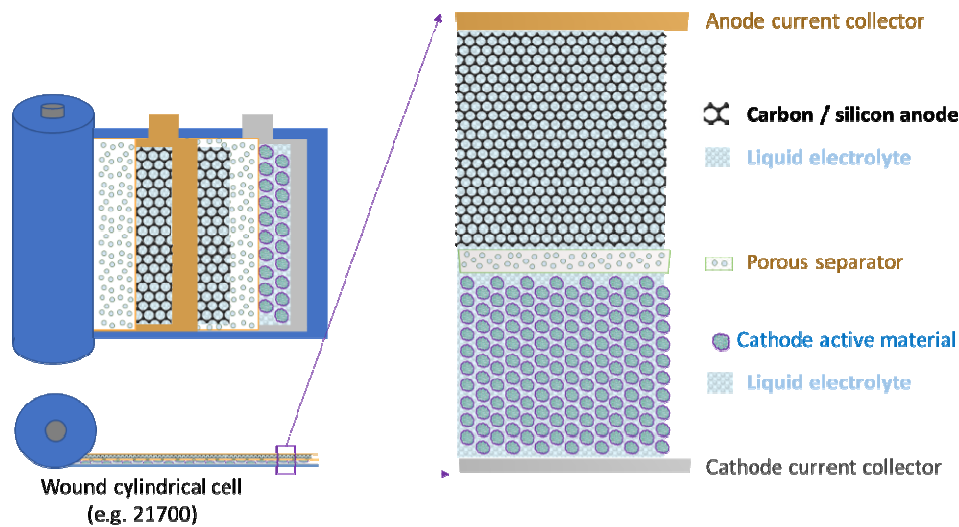 Anode current collector
Carbon / silicon anode
Liquid electrolyte
Porous separator
Cathode active material
Liquid electrolyte
Cathode current collector
Wound cylindrical cell
(e.g. 21700)